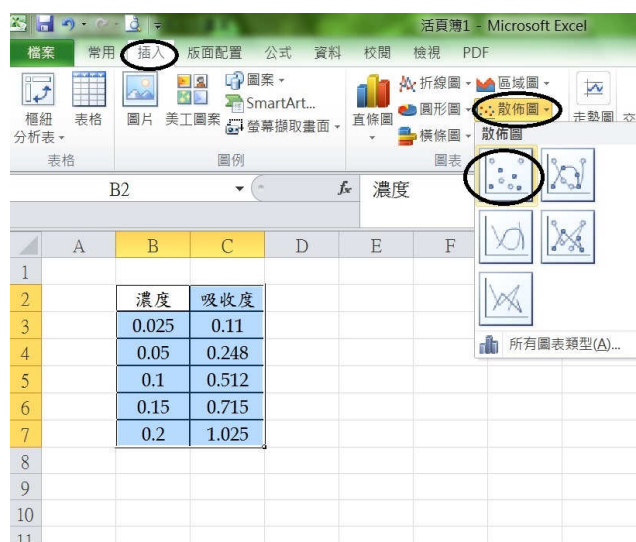 活頁簿1 - Microsoft Excel
檔案 常用 插入 版面配置 公式 資料 校閱 檢視 PDF
樞紐分析表 表格 圖片 美工圖案 圖案 SmartArt... 螢幕擷取畫面 直條圖 折線圖 圓形圖 橫條圖 區域圖 散佈圖 走勢圖
表格 圖例 圖表
散佈圖
所有圖表類型(A)...
B2 fx 濃度
A B C D E F
1
2 濃度 吸收度
3 0.025 0.11
4 0.05 0.248
5 0.1 0.512
6 0.15 0.715
7 0.2 1.025
8
9
10
11